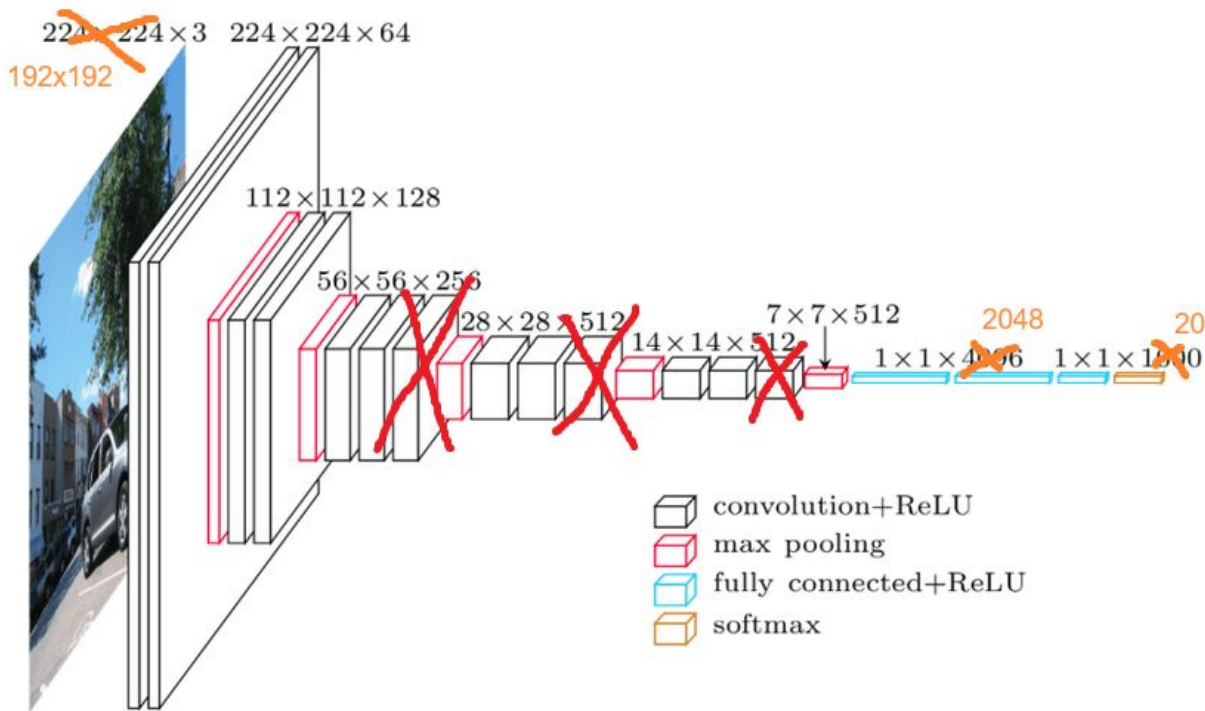 224 × 224 × 3
224 × 224 × 64
192x192
112 × 112 × 128
56 × 56 × 256
28 × 28 × 512
14 × 14 × 512
7 × 7 × 512
2048
20
1 × 1 × 4096
1 × 1 × 1000
convolution+ReLU
max pooling
fully connected+ReLU
softmax